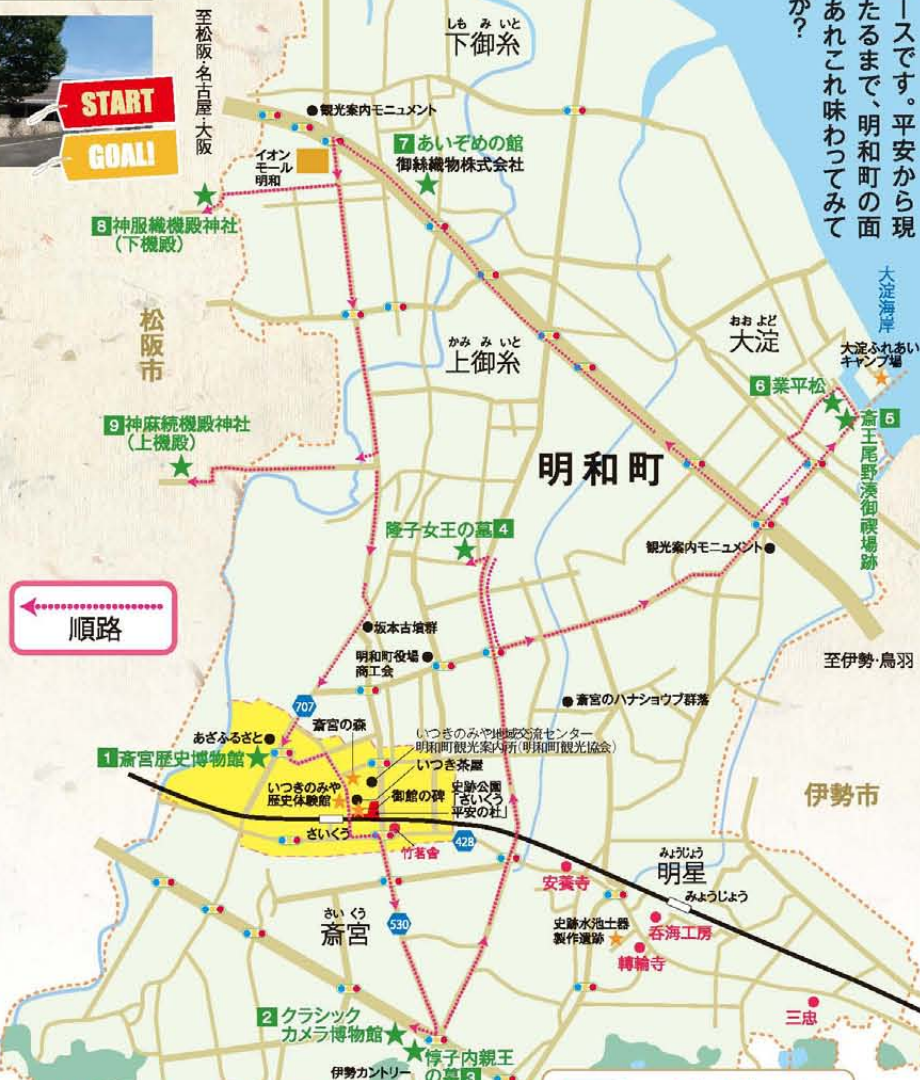 ースです。平安から現
たるまで、明和町の面
あれこれ味わってみて
か？
START
GOAL!
至松阪・名古屋・大阪
しも み いと
下御糸
観光案内モニュメント
イオン
モール
明和
7 あいぞめの館
御絲織物株式会社
8 神服織機殿神社
（下機殿）
松阪市
かみ み いと
上御糸
おお よど
大淀
大淀海岸
大淀ふれあい
キャンプ場
6 業平松
5
斎王尾野湊御禊場跡
9 神麻続機殿神社
（上機殿）
明和町
隆子女王の墓 4
観光案内モニュメント
順路
坂本古墳群
明和町役場
商工会
至伊勢・鳥羽
斎宮のハナショウブ群落
707
斎宮の森
あざふるさと
いつきのみや地域交流センター
明和町観光案内所（明和町観光協会）
1 斎宮歴史博物館
いつき茶屋
いつきのみや
歴史体験館
御館の碑
史跡公園
「さいくう
平安の杜」
伊勢市
さいくう
竹茗舎
428
みょうじょう
明星
みょうじょう
安養寺
さい くう
斎宮
530
史跡水池土器
製作遺跡
呑海工房
轉輪寺
三忠
2 クラシック
カメラ博物館
惇子内親王
の墓 3
伊勢カントリー